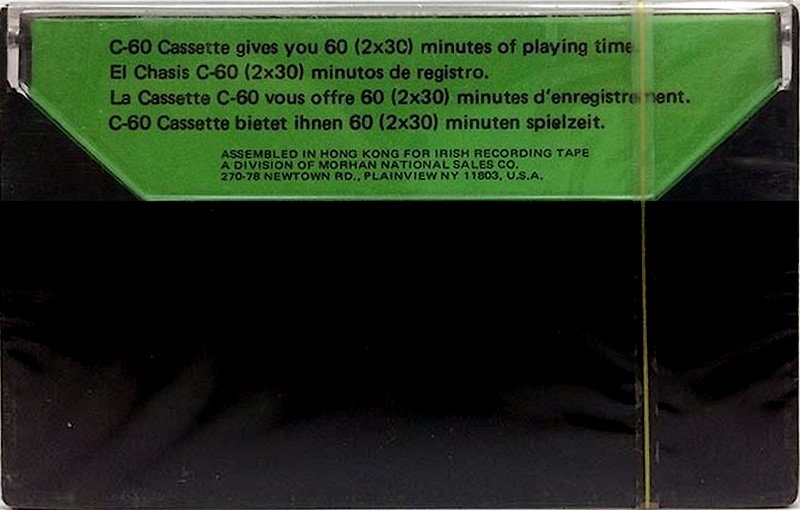 C-60 Cassette gives you 60 (2x30) minutes of playing time.
El Chasis C-60 (2x30) minutos de registro.
La Cassette C-60 vous offre 60 (2x30) minutes d'enregistrement.
C-60 Cassette bietet ihnen 60 (2x30) minuten spielzeit.
ASSEMBLED IN HONG KONG FOR IRISH RECORDING TAPE
A DIVISION OF MORHAN NATIONAL SALES CO.
270-78 NEWTOWN RD., PLAINVIEW NY 11803, U.S.A.